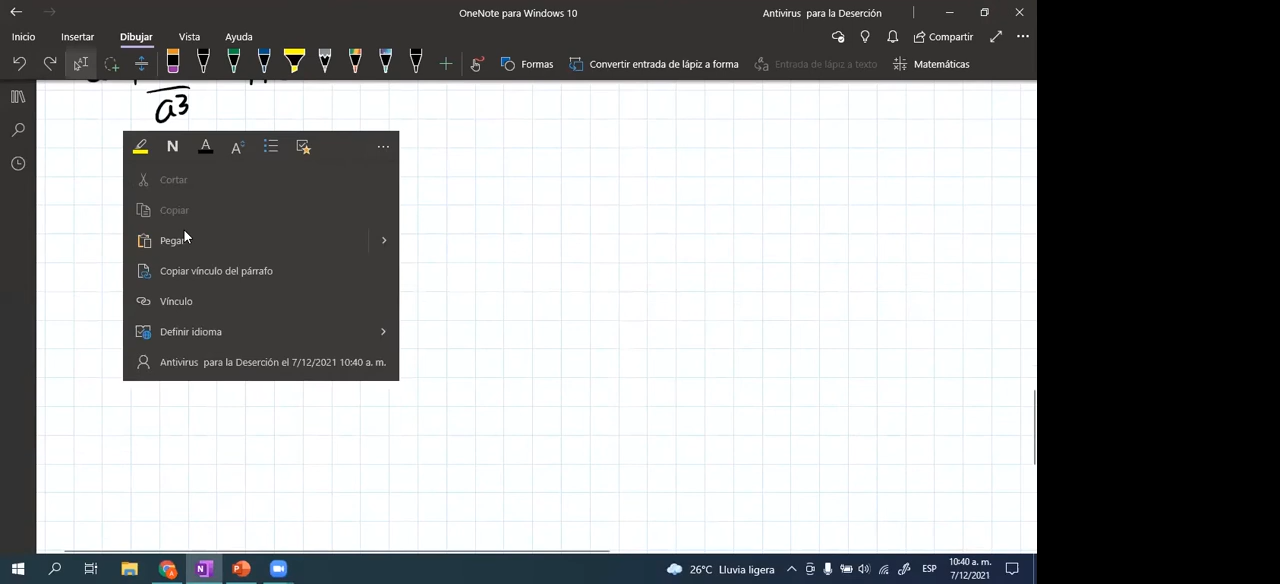 OneNote para Windows 10
Antivirus para la Deserción
Inicio
Insertar
Dibujar
Vista
Ayuda
Compartir
Formas
Convertir entrada de lápiz a forma
Entrada de lápiz a texto
Matemáticas
a³
N
A
A
Cortar
Copiar
Pegar
Copiar vínculo del párrafo
Vínculo
Definir idioma
Antivirus para la Deserción el 7/12/2021 10:40 a. m.
26°C Lluvia ligera
ESP
10:40 a. m.
7/12/2021